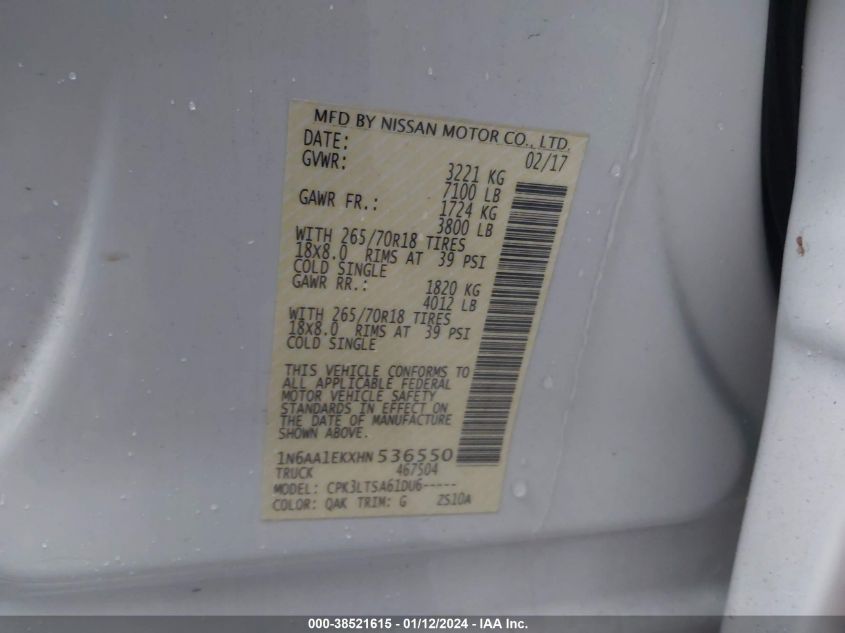 MFD BY NISSAN MOTOR CO., LTD.
DATE: 02/17
GVWR: 3221 KG
7100 LB
GAWR FR.: 1724 KG
3800 LB
WITH 265/70R18 TIRES
18X8.0 RIMS AT 39 PSI
COLD SINGLE
GAWR RR.: 1820 KG
4012 LB
WITH 265/70R18 TIRES
18X8.0 RIMS AT 39 PSI
COLD SINGLE
THIS VEHICLE CONFORMS TO
ALL APPLICABLE FEDERAL
MOTOR VEHICLE SAFETY
STANDARDS IN EFFECT ON
THE DATE OF MANUFACTURE
SHOWN ABOVE.
1N6AA1EKXHN 536550
TRUCK 467504
MODEL: CPK3LTSA61DU6-----
COLOR: QAK TRIM: G ZS10A
000-38521615 - 01/12/2024 - IAA Inc.